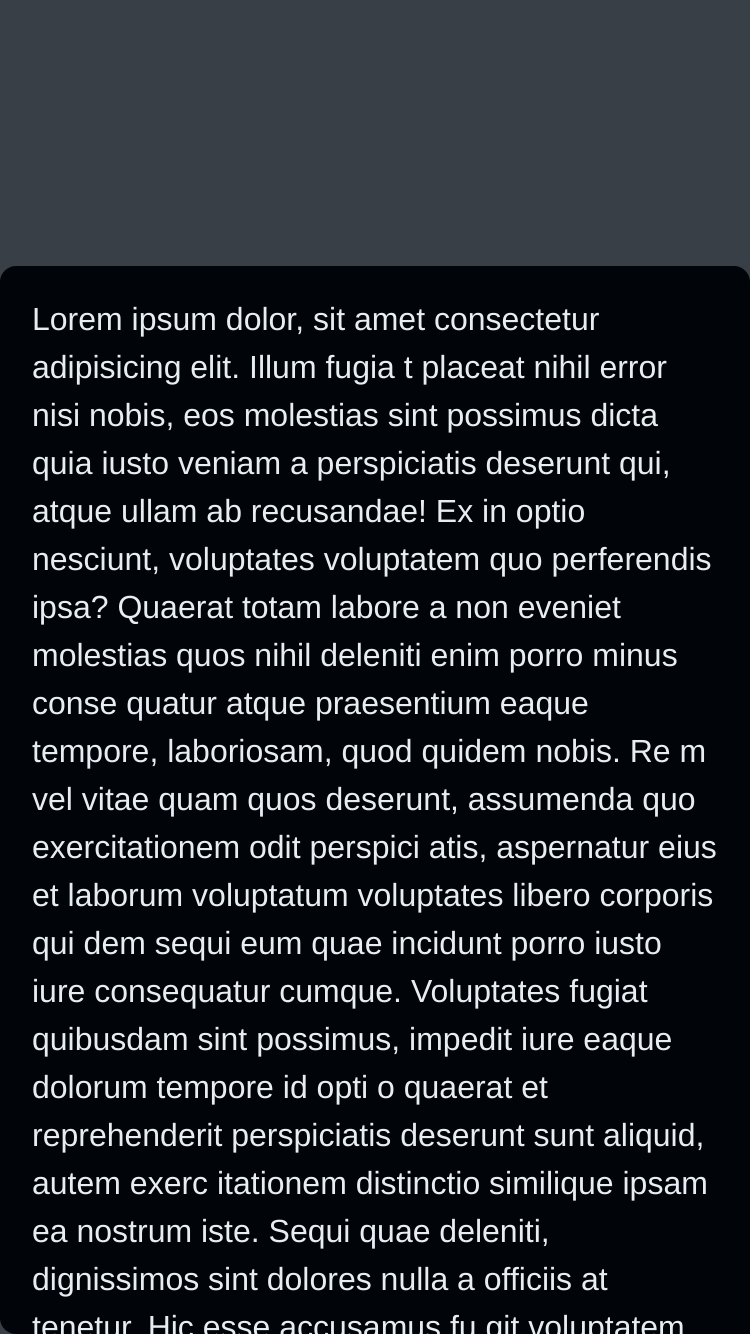 Lorem ipsum dolor, sit amet consectetur
adipisicing elit. Illum fugia t placeat nihil error
nisi nobis, eos molestias sint possimus dicta
quia iusto veniam a perspiciatis deserunt qui,
atque ullam ab recusandae! Ex in optio
nesciunt, voluptates voluptatem quo perferendis
ipsa? Quaerat totam labore a non eveniet
molestias quos nihil deleniti enim porro minus
conse quatur atque praesentium eaque
tempore, laboriosam, quod quidem nobis. Re m
vel vitae quam quos deserunt, assumenda quo
exercitationem odit perspici atis, aspernatur eius
et laborum voluptatum voluptates libero corporis
qui dem sequi eum quae incidunt porro iusto
iure consequatur cumque. Voluptates fugiat
quibusdam sint possimus, impedit iure eaque
dolorum tempore id opti o quaerat et
reprehenderit perspiciatis deserunt sunt aliquid,
autem exerc itationem distinctio similique ipsam
ea nostrum iste. Sequi quae deleniti,
dignissimos sint dolores nulla a officiis at
tenetur. Hic esse accusamus fu git voluptatem